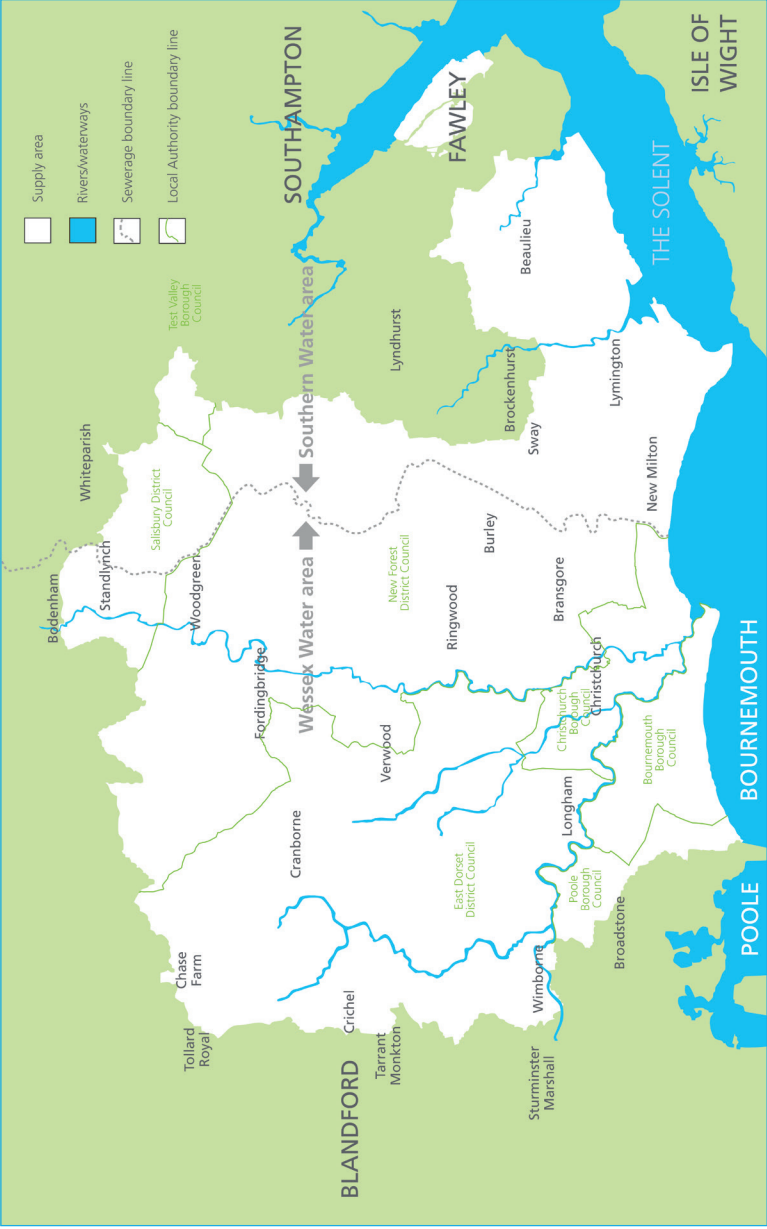 Supply area
Rivers/waterways
Sewerage boundary line
Local Authority boundary line
Test Valley
Borough
Council
Whiteparish
Salisbury District
Council
Bodenham
Standlynch
Woodgreen
Fordingbridge
Wessex Water area
Southern Water area
SOUTHAMPTON
FAWLEY
ISLE OF
WIGHT
THE SOLENT
Beaulieu
Lyndhurst
Brockenhurst
Sway
Lymington
New Milton
New Forest
District Council
Burley
Ringwood
Bransgore
Christchurch
Christchurch
Borough
Council
Bournemouth
Borough
Council
BOURNEMOUTH
Verwood
Cranborne
Longham
East Dorset
District Council
Poole
Borough
Council
Broadstone
POOLE
Chase
Farm
Tollard
Royal
Crichel
Tarrant
Monkton
BLANDFORD
Wimborne
Sturminster
Marshall